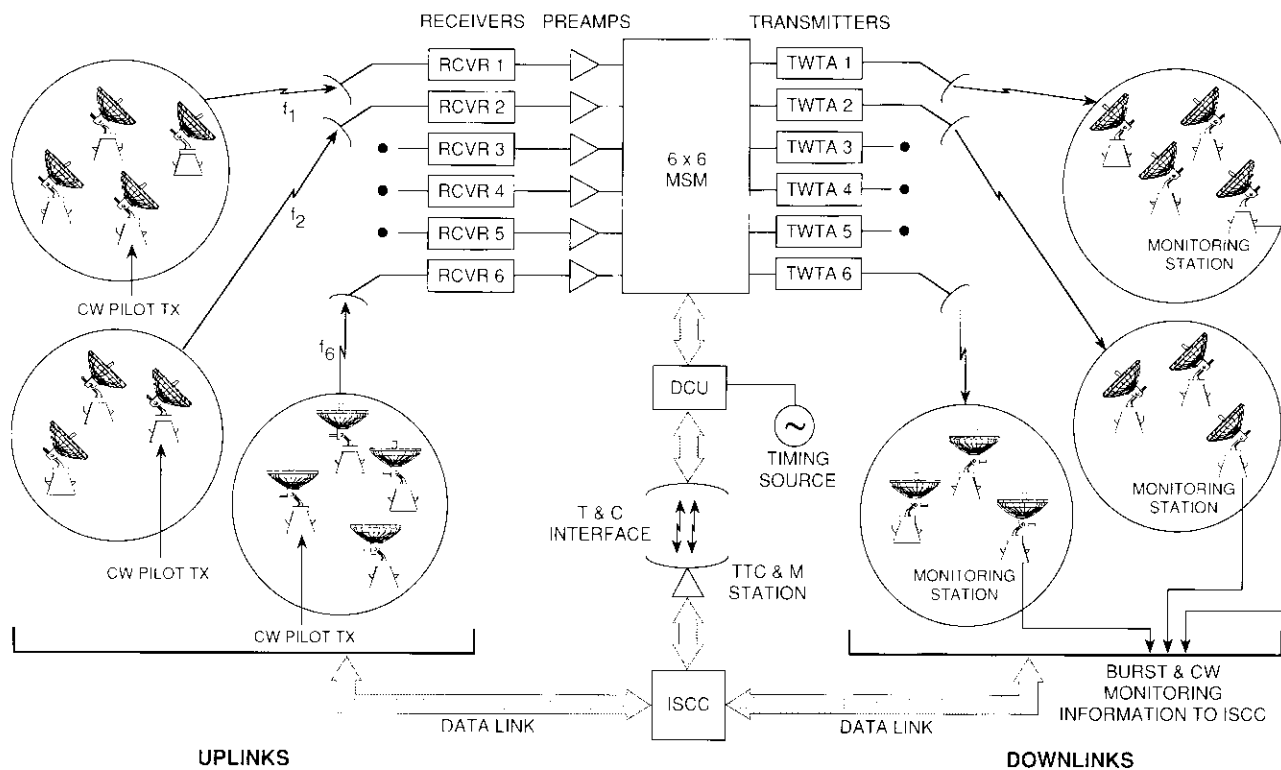 RECEIVERS PREAMPS TRANSMITTERS
RCVR 1 TWTA 1
RCVR 2 TWTA 2
RCVR 3 TWTA 3
RCVR 4 TWTA 4
RCVR 5 TWTA 5
RCVR 6 TWTA 6
6 x 6
MSM
f1
f2
f6
CW PILOT TX
CW PILOT TX
CW PILOT TX
MONITORING
STATION
MONITORING
STATION
MONITORING
STATION
DCU
~
TIMING
SOURCE
T & C
INTERFACE
TTC & M
STATION
ISCC
DATA LINK
DATA LINK
BURST & CW
MONITORING
INFORMATION TO ISCC
UPLINKS
DOWNLINKS